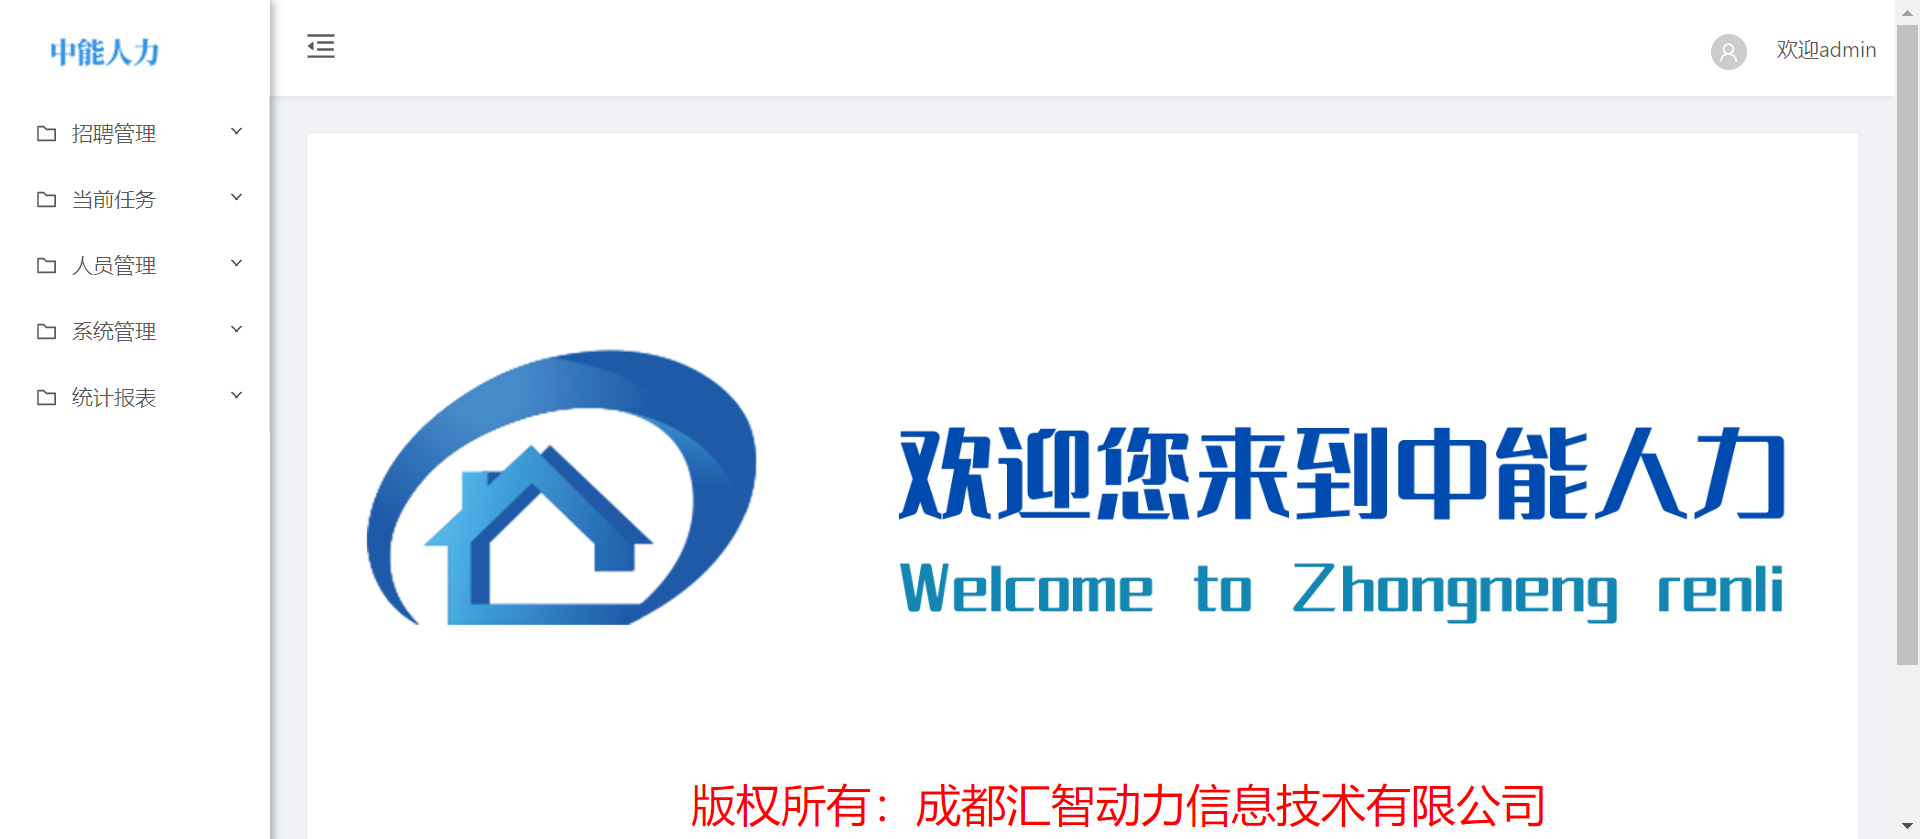 中能人力
欢迎admin
招聘管理
当前任务
人员管理
系统管理
统计报表
欢迎您来到中能人力
Welcome to Zhongneng renli
版权所有：成都汇智动力信息技术有限公司